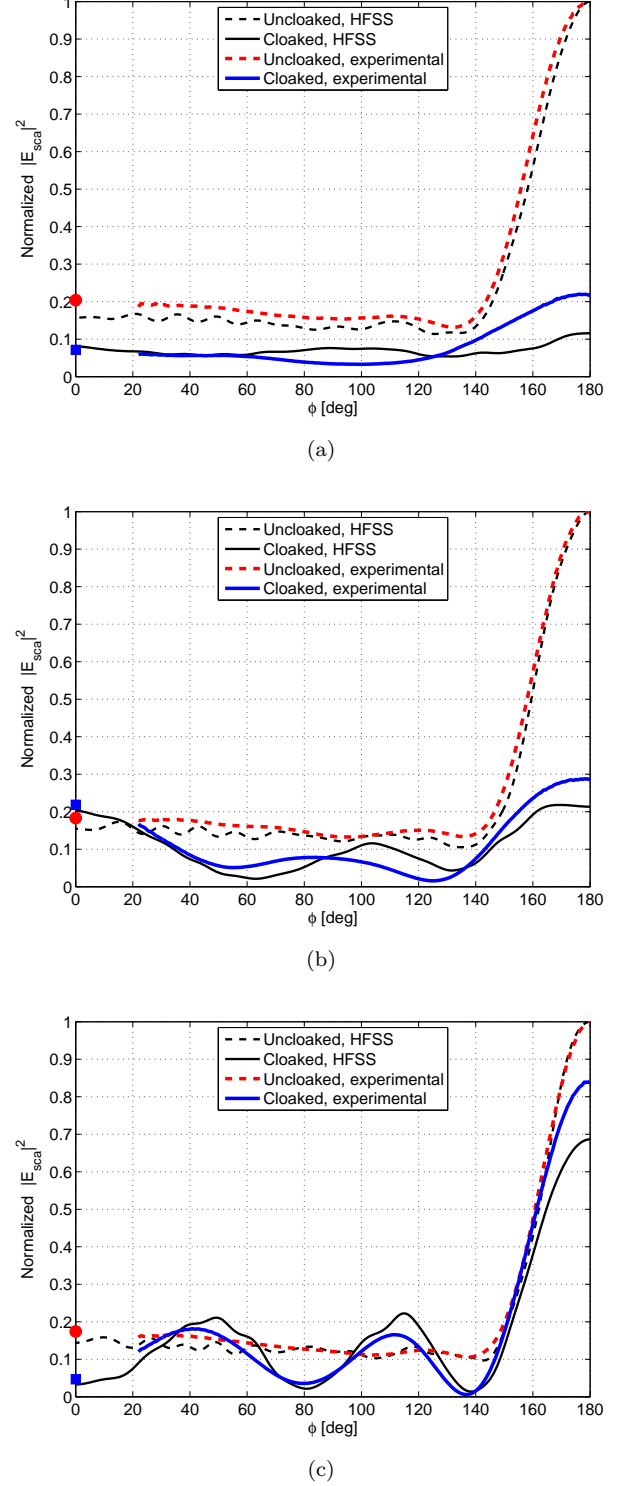 1
0.9
0.8
0.7
0.6
0.5
0.4
0.3
0.2
0.1
0
Normalized |E_sca|^2
Uncloaked, HFSS
Cloaked, HFSS
Uncloaked, experimental
Cloaked, experimental
0 20 40 60 80 100 120 140 160 180
ϕ [deg]
(a)
1
0.9
0.8
0.7
0.6
0.5
0.4
0.3
0.2
0.1
0
Normalized |E_sca|^2
Uncloaked, HFSS
Cloaked, HFSS
Uncloaked, experimental
Cloaked, experimental
0 20 40 60 80 100 120 140 160 180
ϕ [deg]
(b)
1
0.9
0.8
0.7
0.6
0.5
0.4
0.3
0.2
0.1
0
Normalized |E_sca|^2
Uncloaked, HFSS
Cloaked, HFSS
Uncloaked, experimental
Cloaked, experimental
0 20 40 60 80 100 120 140 160 180
ϕ [deg]
(c)